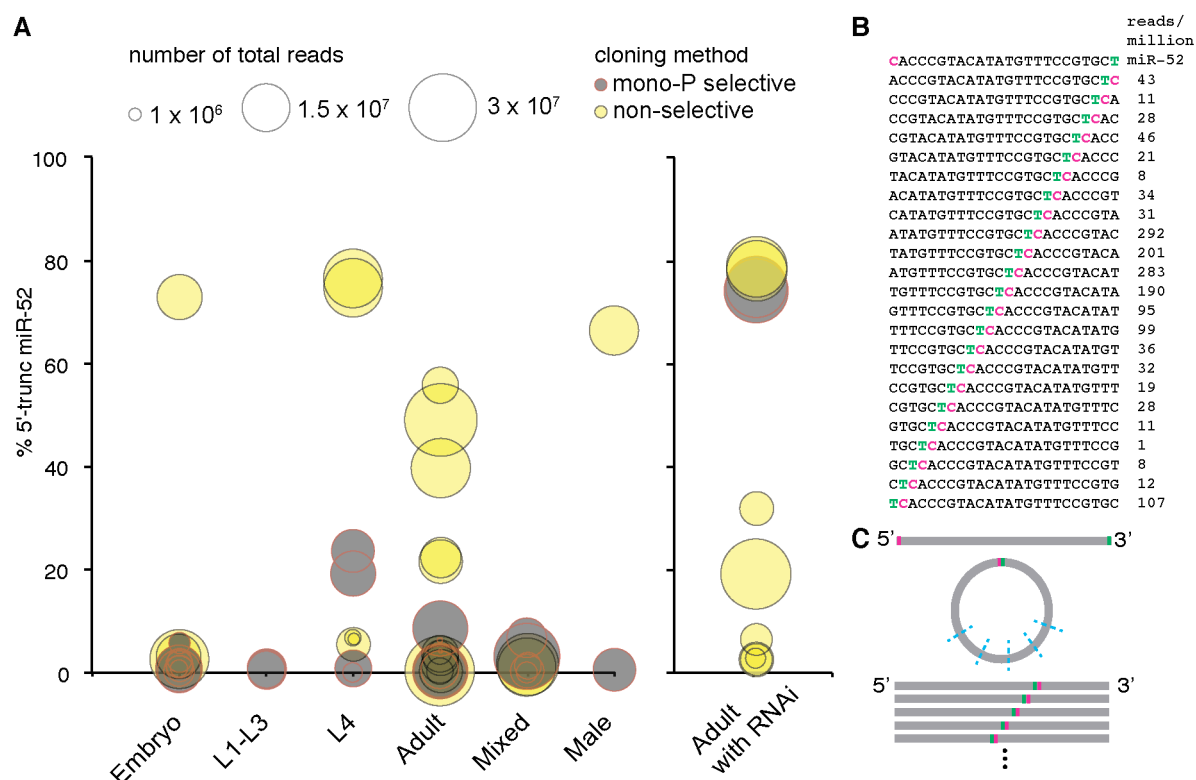 A
number of total reads
1 x 10⁶
1.5 x 10⁷
3 x 10⁷
cloning method
mono-P selective
non-selective
% 5'-trunc miR-52
100
80
60
40
20
0
Embryo
L1-L3
L4
Adult
Mixed
Male
Adult
with RNAi
B
reads/
million
miR-52
CACCCGTACATATGTTTCCGTGCT
ACCCGTACATATGTTTCCGTGCTC 43
CCCGTACATATGTTTCCGTGCTCA 11
CCGTACATATGTTTCCGTGCTCAC 28
CGTACATATGTTTCCGTGCTCACC 46
GTACATATGTTTCCGTGCTCACCC 21
TACATATGTTTCCGTGCTCACCCG 8
ACATATGTTTCCGTGCTCACCCGT 34
CATATGTTTCCGTGCTCACCCGTA 31
ATATGTTTCCGTGCTCACCCGTAC 292
TATGTTTCCGTGCTCACCCGTACA 201
ATGTTTCCGTGCTCACCCGTACAT 283
TGTTTCCGTGCTCACCCGTACATA 190
GTTTCCGTGCTCACCCGTACATAT 95
TTTCCGTGCTCACCCGTACATATG 99
TTCCGTGCTCACCCGTACATATGT 36
TCCGTGCTCACCCGTACATATGTT 32
CCGTGCTCACCCGTACATATGTTT 19
CGTGCTCACCCGTACATATGTTTC 28
GTGCTCACCCGTACATATGTTTCC 11
TGCTCACCCGTACATATGTTTCCG 1
GCTCACCCGTACATATGTTTCCGT 8
CTCACCCGTACATATGTTTCCGTG 12
TCACCCGTACATATGTTTCCGTGC 107
C
5’ 3’
5’ 3’